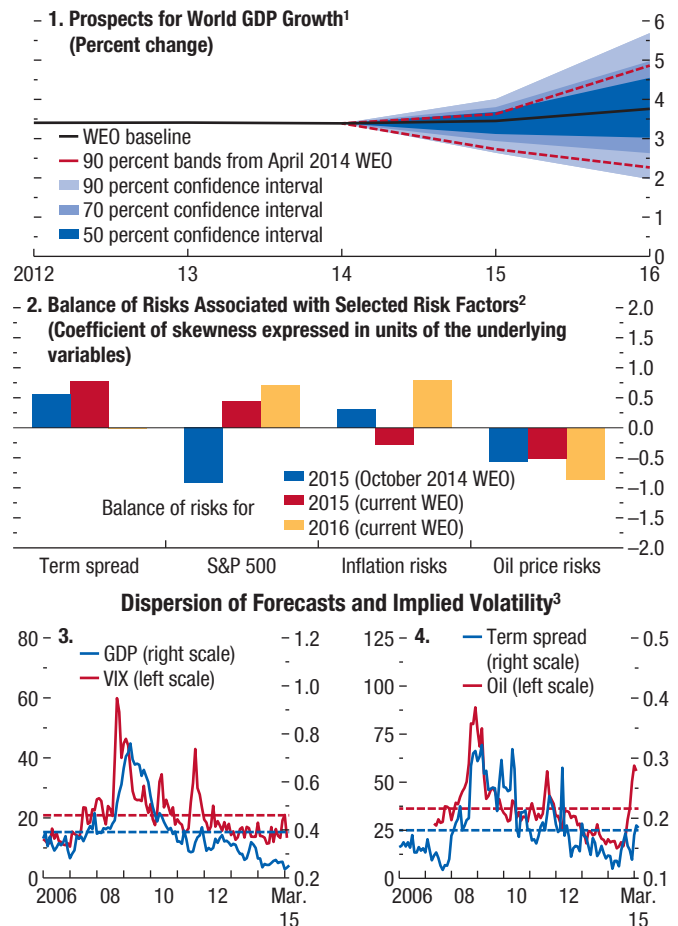 1. Prospects for World GDP Growth1
(Percent change)
6
5
4
3
2
1
0
WEO baseline
90 percent bands from April 2014 WEO
90 percent confidence interval
70 percent confidence interval
50 percent confidence interval
2012 13 14 15 16
2. Balance of Risks Associated with Selected Risk Factors2
(Coefficient of skewness expressed in units of the underlying
variables)
2.0
1.5
1.0
0.5
0.0
–0.5
–1.0
–1.5
–2.0
Balance of risks for
2015 (October 2014 WEO)
2015 (current WEO)
2016 (current WEO)
Term spread S&P 500 Inflation risks Oil price risks
Dispersion of Forecasts and Implied Volatility3
3.
GDP (right scale)
VIX (left scale)
80
60
40
20
0
1.2
1.0
0.8
0.6
0.4
0.2
2006 08 10 12 Mar.
15
4.
Term spread
(right scale)
Oil (left scale)
125
100
75
50
25
0
0.5
0.4
0.3
0.2
0.1
2006 08 10 12 Mar.
15